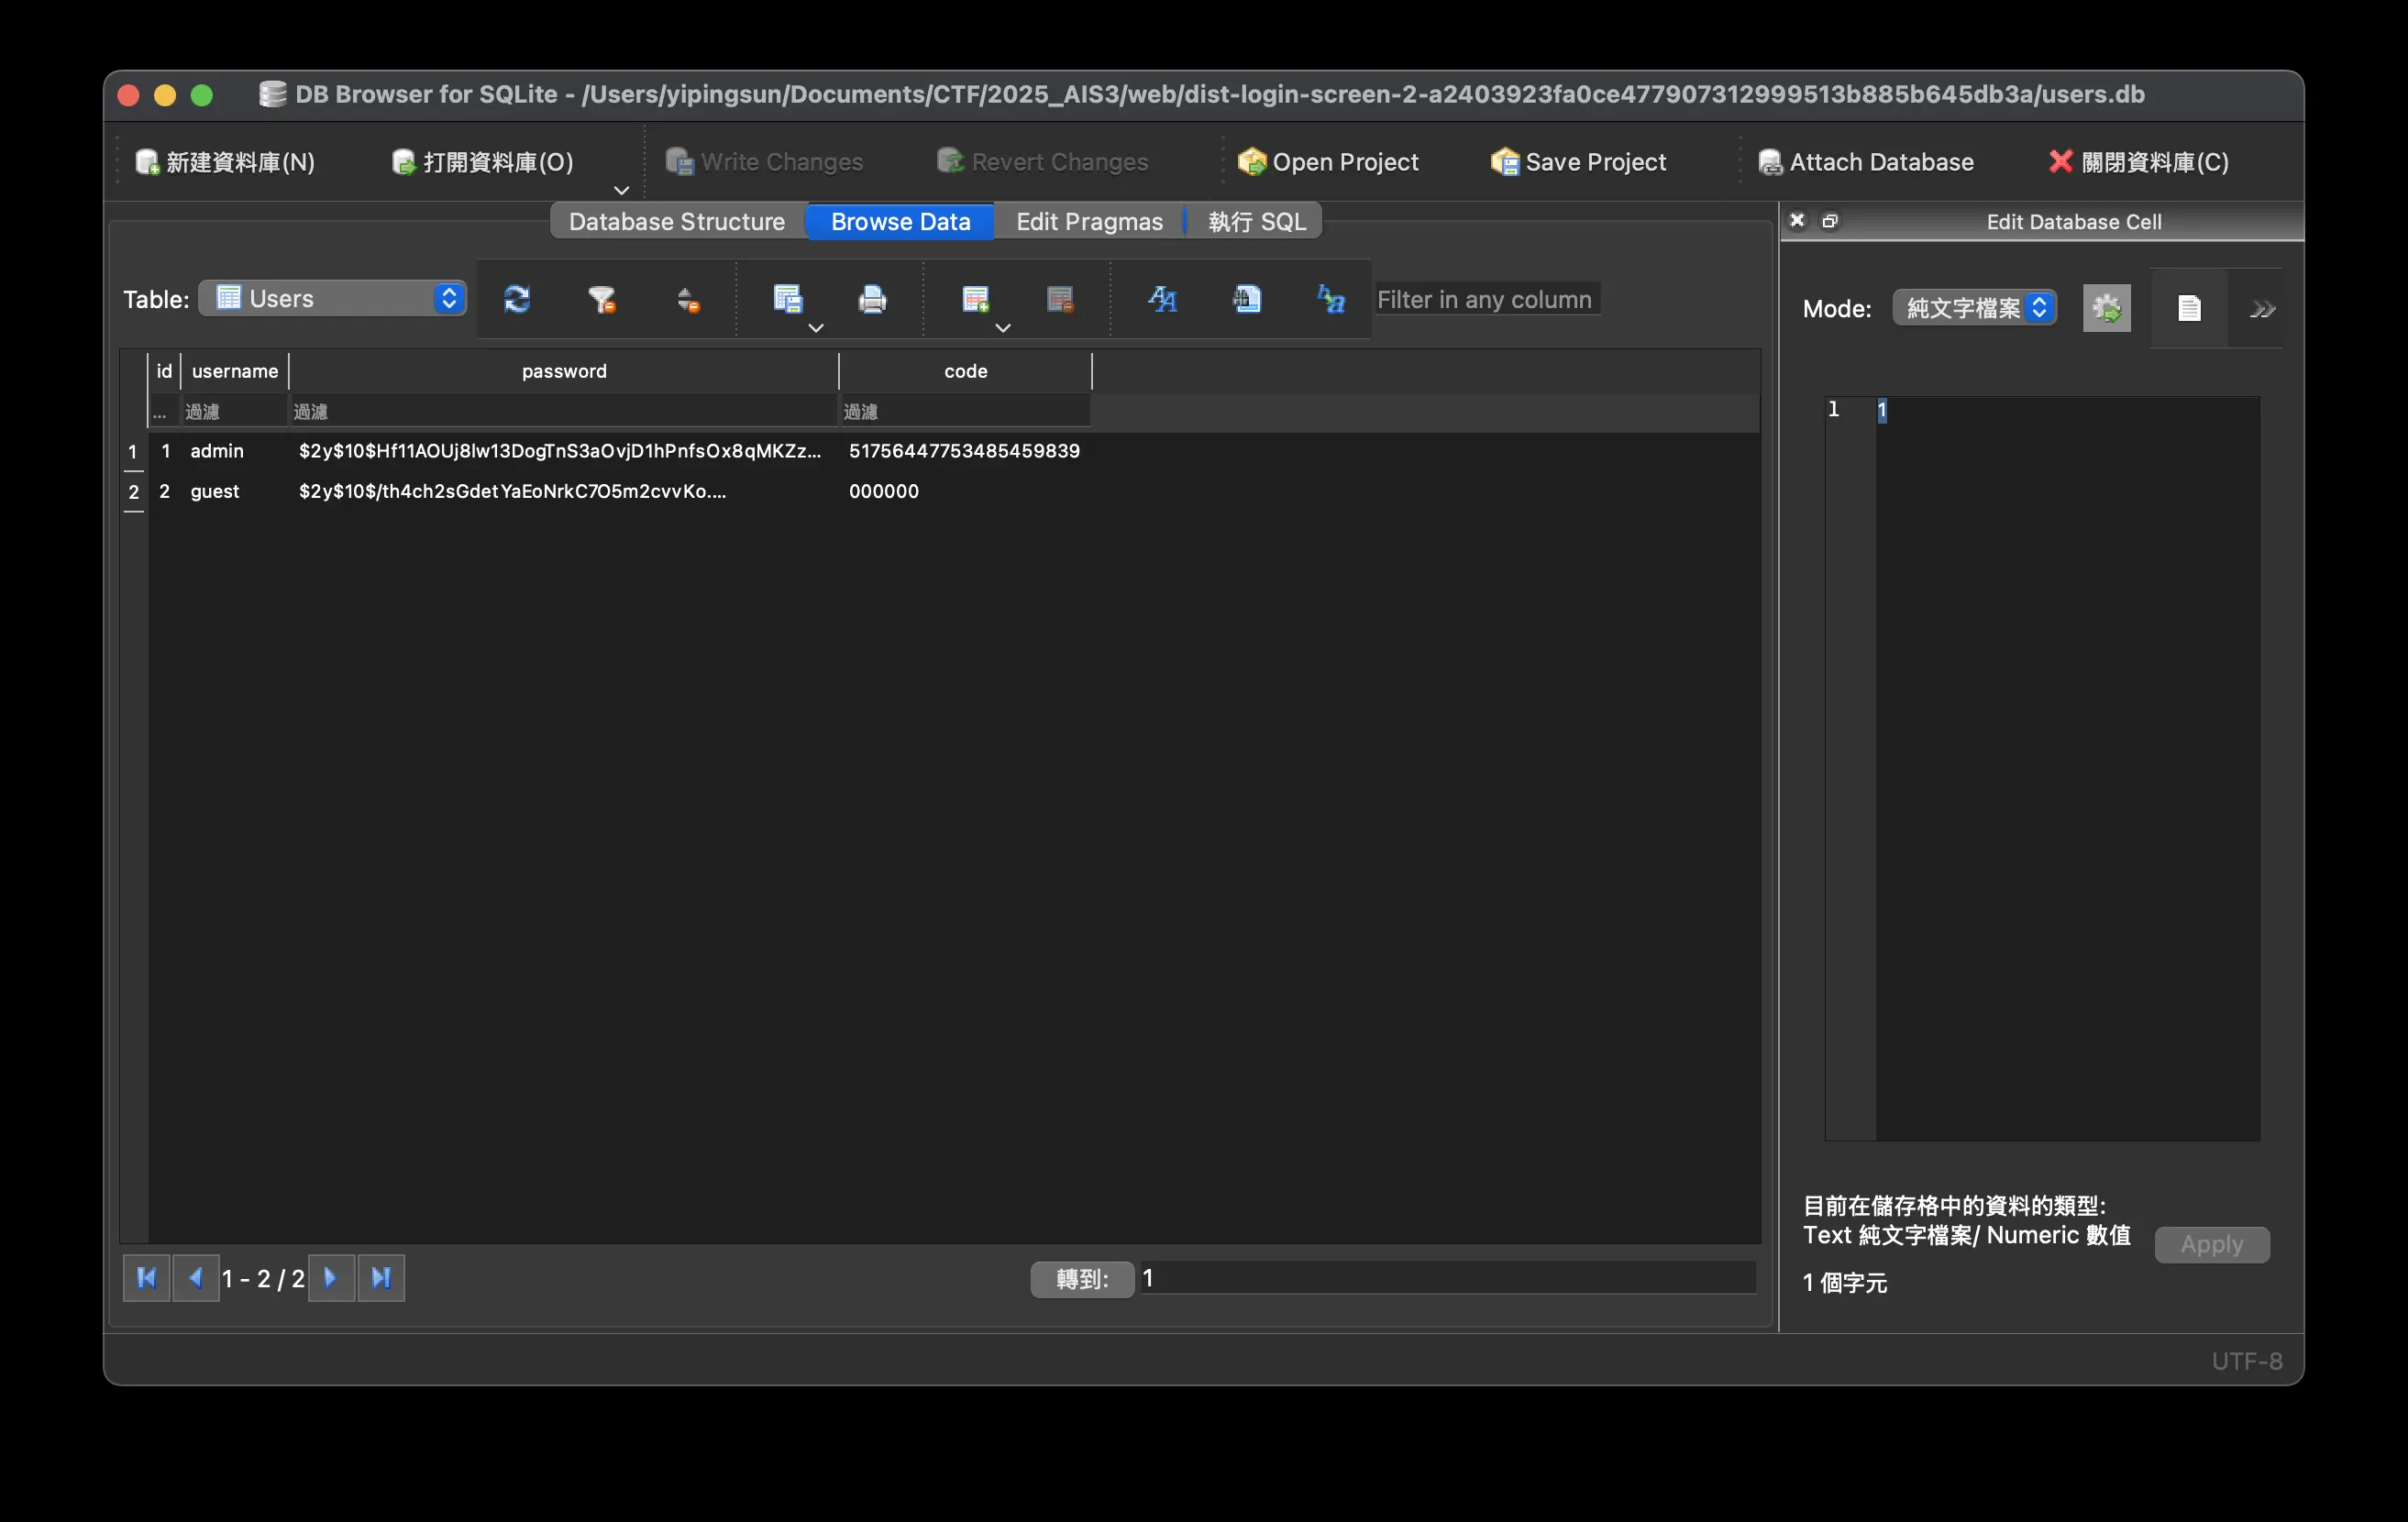 DB Browser for SQLite - /Users/yipingsun/Documents/CTF/2025_AIS3/web/dist-login-screen-2-a2403923fa0ce477907312999513b885b645db3a/users.db
新建資料庫(N) 打開資料庫(O) Write Changes Revert Changes Open Project Save Project Attach Database 關閉資料庫(C)
Database Structure Browse Data Edit Pragmas 執行 SQL
Table: Users Filter in any column
id username password code
... 過濾 過濾 過濾
1 1 admin $2y$10$Hf11AOUj8lw13DogTnS3aOvjD1hPnfsOx8qMKZz... 51756447753485459839
2 2 guest $2y$10$/th4ch2sGdetYaEoNrkC7O5m2cvvKo.... 000000
1 - 2 / 2 轉到: 1
Edit Database Cell
Mode: 純文字檔案
1 1
目前在儲存格中的資料的類型:
Text 純文字檔案/ Numeric 數值
Apply
1 個字元
UTF-8